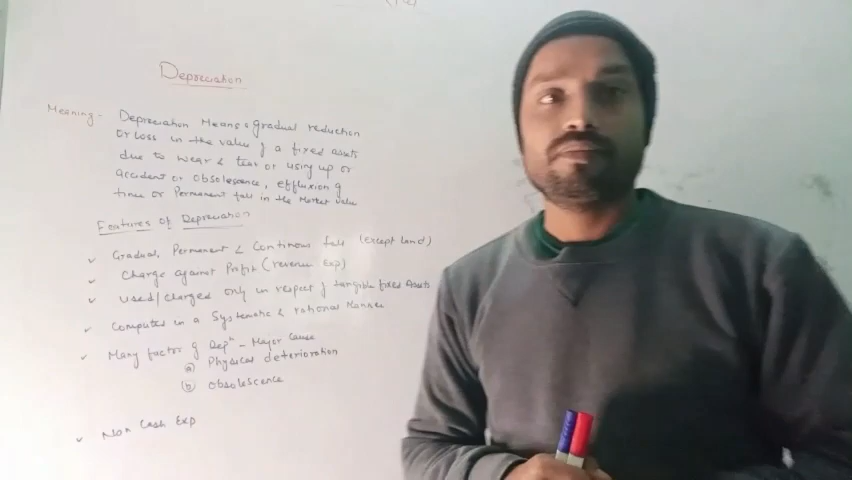 Depreciation
Meaning:- Depreciation Means a gradual reduction
or loss in the value of a fixed assets
due to wear & tear or using up or
accident or obsolescence, effluxion of
time or Permanent fall in the Market value
Features of Depreciation
✓ Gradual, Permanent & Continous fall (except land)
✓ Charge against Profit (revenue Exp)
✓ Used/charged only in respect of tangible fixed Assets
✓ Computed in a Systematic & rational Manner
✓ Many factor of Depn - Major Cause
(a) Physical deterioration
(b) Obsolescence
✓ Non Cash Exp